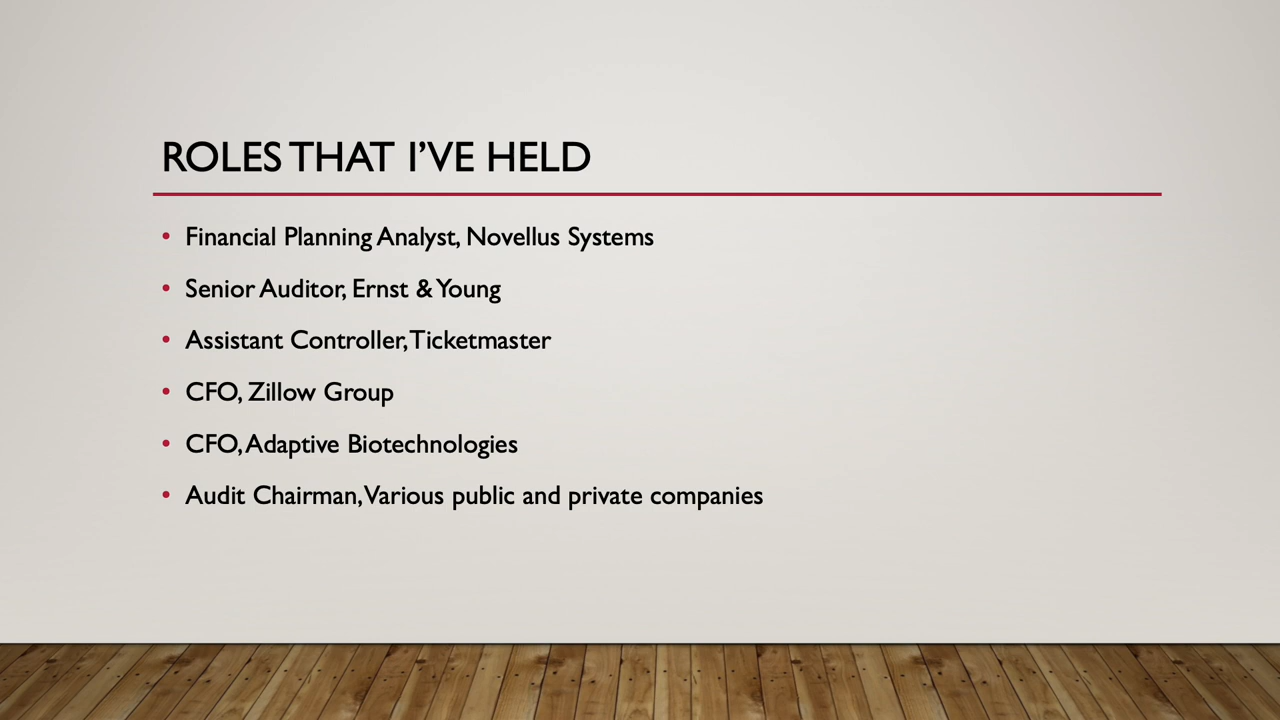 ROLES THAT I’VE HELD
• Financial Planning Analyst, Novellus Systems
• Senior Auditor, Ernst & Young
• Assistant Controller, Ticketmaster
• CFO, Zillow Group
• CFO, Adaptive Biotechnologies
• Audit Chairman, Various public and private companies